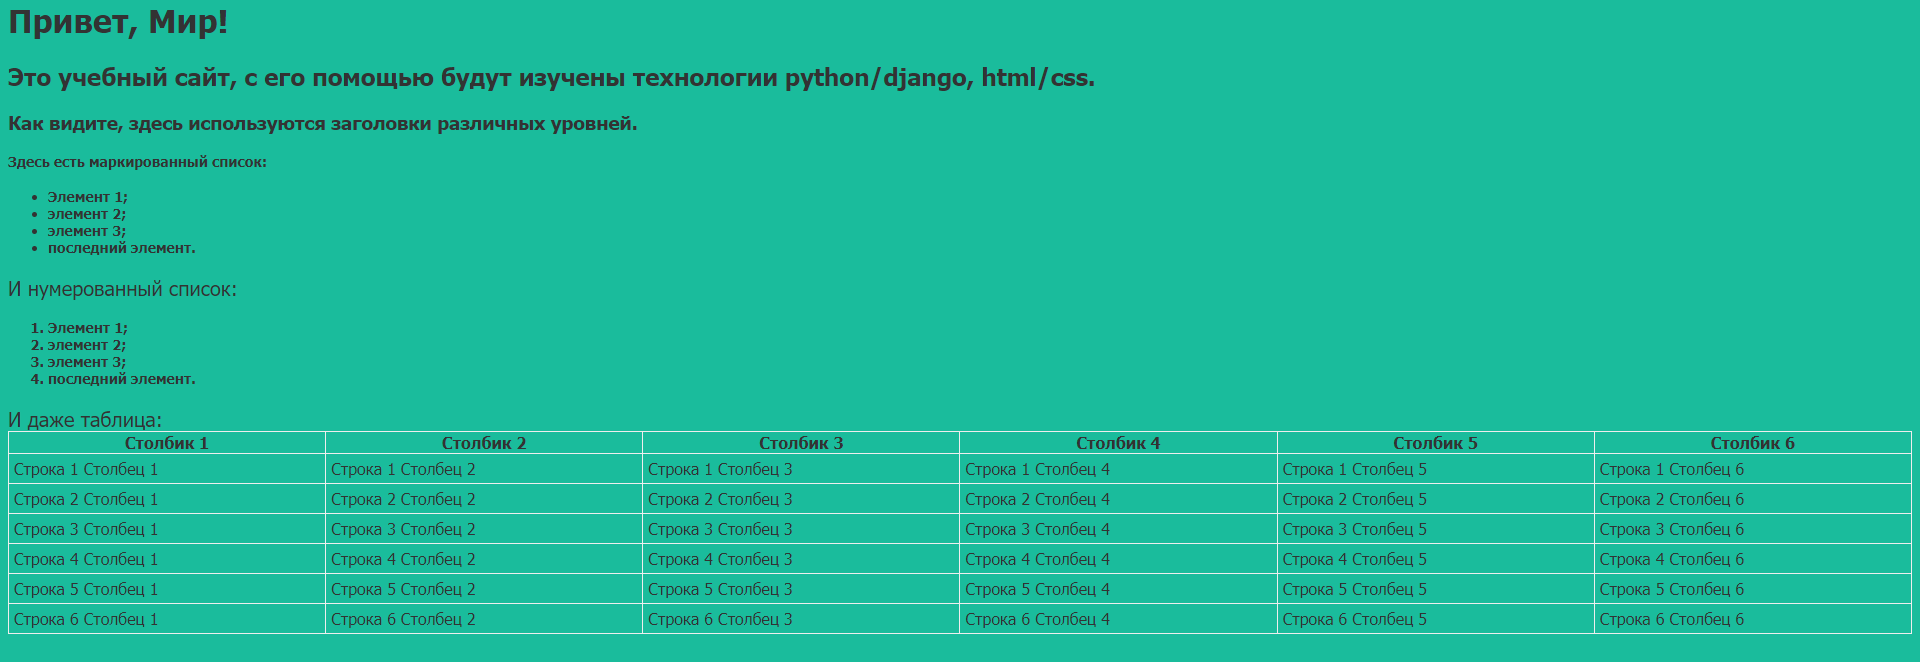 Привет, Мир!
Это учебный сайт, с его помощью будут изучены технологии python/django, html/css.
Как видите, здесь используются заголовки различных уровней.
Здесь есть маркированный список:
• Элемент 1;
• элемент 2;
• элемент 3;
• последний элемент.
И нумерованный список:
1. Элемент 1;
2. элемент 2;
3. элемент 3;
4. последний элемент.
И даже таблица:
Столбик 1 Столбик 2 Столбик 3 Столбик 4 Столбик 5 Столбик 6
Строка 1 Столбец 1 Строка 1 Столбец 2 Строка 1 Столбец 3 Строка 1 Столбец 4 Строка 1 Столбец 5 Строка 1 Столбец 6
Строка 2 Столбец 1 Строка 2 Столбец 2 Строка 2 Столбец 3 Строка 2 Столбец 4 Строка 2 Столбец 5 Строка 2 Столбец 6
Строка 3 Столбец 1 Строка 3 Столбец 2 Строка 3 Столбец 3 Строка 3 Столбец 4 Строка 3 Столбец 5 Строка 3 Столбец 6
Строка 4 Столбец 1 Строка 4 Столбец 2 Строка 4 Столбец 3 Строка 4 Столбец 4 Строка 4 Столбец 5 Строка 4 Столбец 6
Строка 5 Столбец 1 Строка 5 Столбец 2 Строка 5 Столбец 3 Строка 5 Столбец 4 Строка 5 Столбец 5 Строка 5 Столбец 6
Строка 6 Столбец 1 Строка 6 Столбец 2 Строка 6 Столбец 3 Строка 6 Столбец 4 Строка 6 Столбец 5 Строка 6 Столбец 6